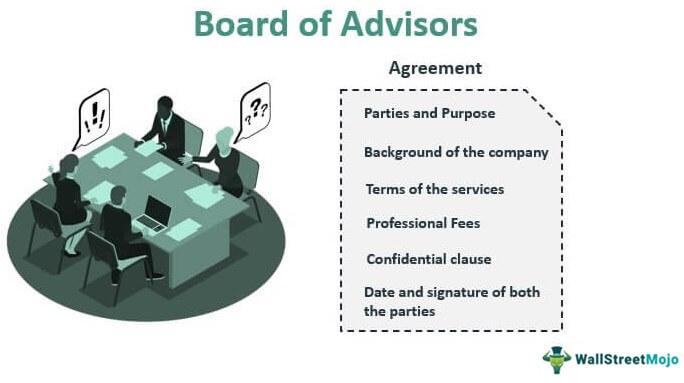 Board of Advisors
Agreement
!!!
???
Parties and Purpose
Background of the company
Terms of the services
Professional Fees
Confidential clause
Date and signature of both
the parties
WallStreetMojo